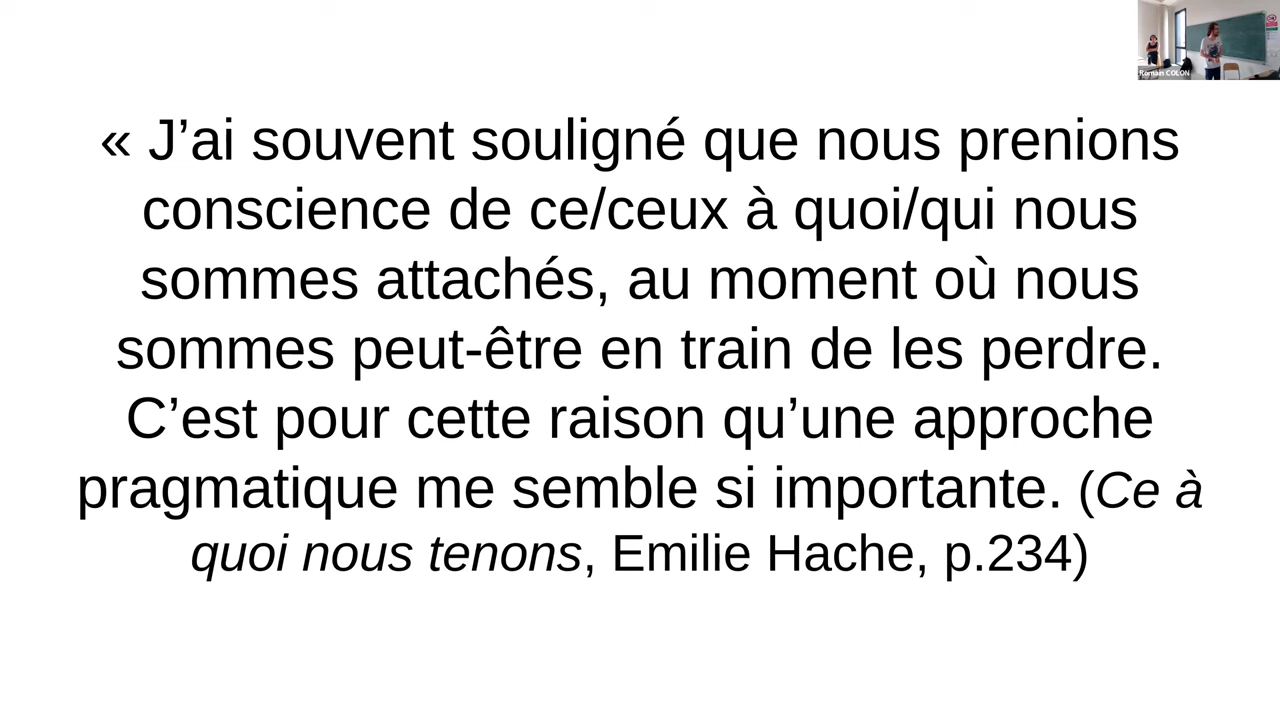 Romain COLON
« J’ai souvent souligné que nous prenions
conscience de ce/ceux à quoi/qui nous
sommes attachés, au moment où nous
sommes peut-être en train de les perdre.
C’est pour cette raison qu’une approche
pragmatique me semble si importante. (Ce à
quoi nous tenons, Emilie Hache, p.234)